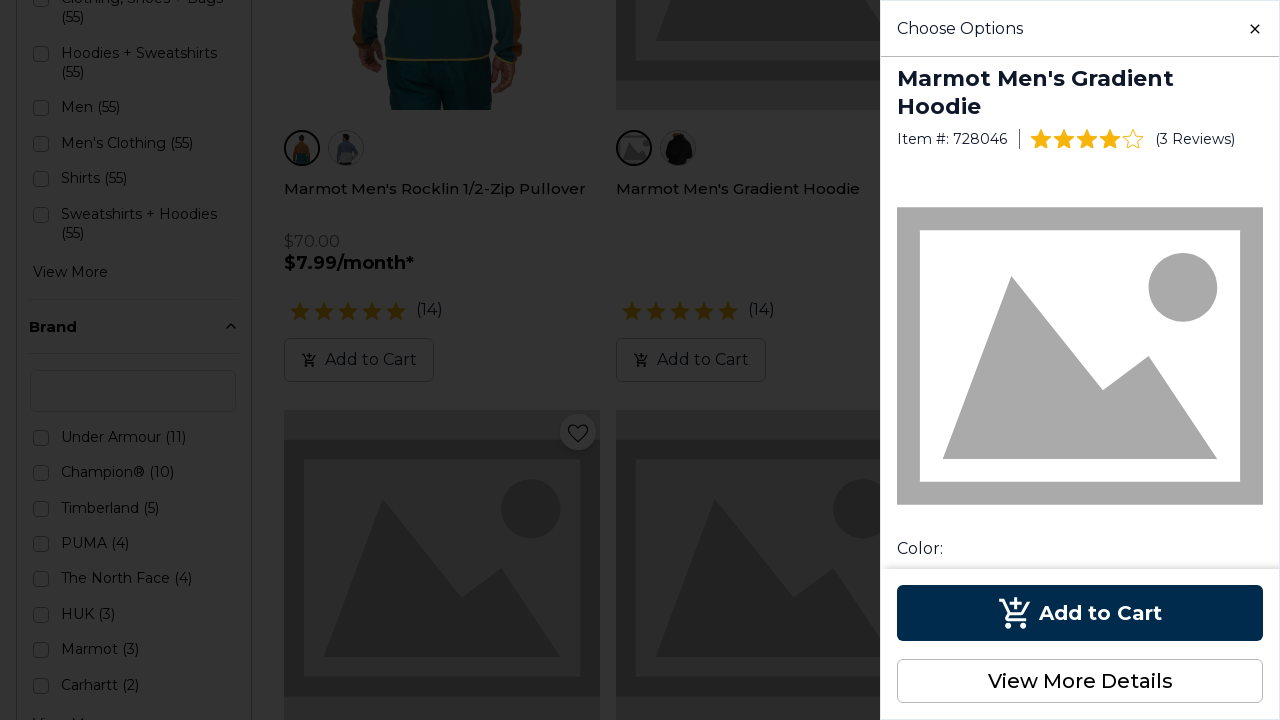 Clothing, Shoes + Bags
(55)
Hoodies + Sweatshirts
(55)
Men (55)
Men's Clothing (55)
Shirts (55)
Sweatshirts + Hoodies
(55)
View More
Brand
Under Armour (11)
Champion® (10)
Timberland (5)
PUMA (4)
The North Face (4)
HUK (3)
Marmot (3)
Carhartt (2)
Marmot Men's Rocklin 1/2-Zip Pullover
$70.00
$7.99/month*
(14)
Add to Cart
Marmot Men's Gradient Hoodie
(14)
Add to Cart
Choose Options
Marmot Men's Gradient
Hoodie
Item #: 728046
(3 Reviews)
Color:
Add to Cart
View More Details